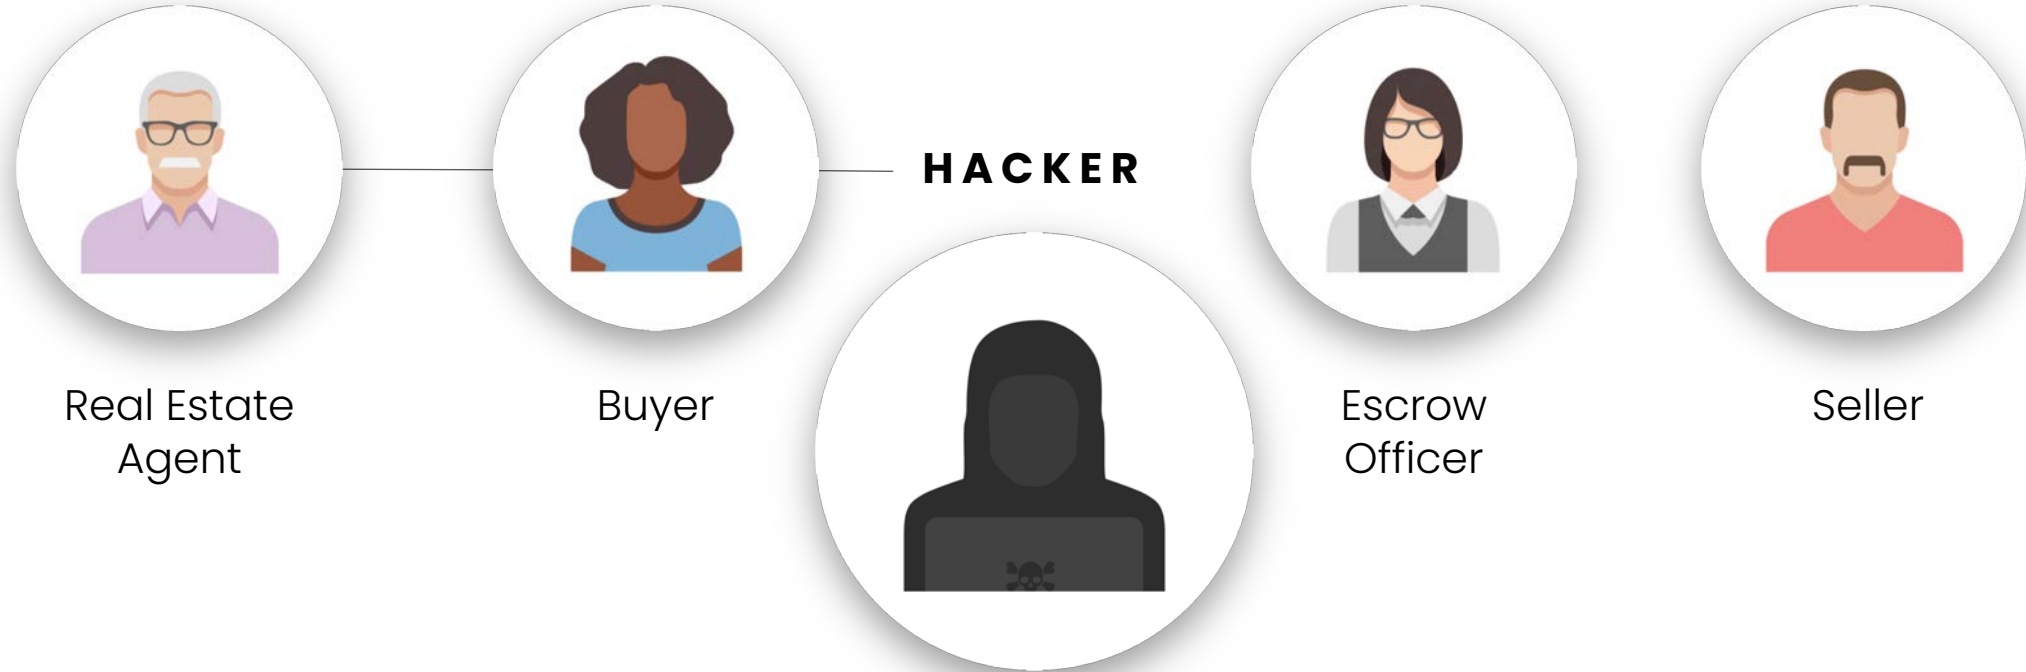 HACKER
Real Estate
Agent
Buyer
Escrow
Officer
Seller